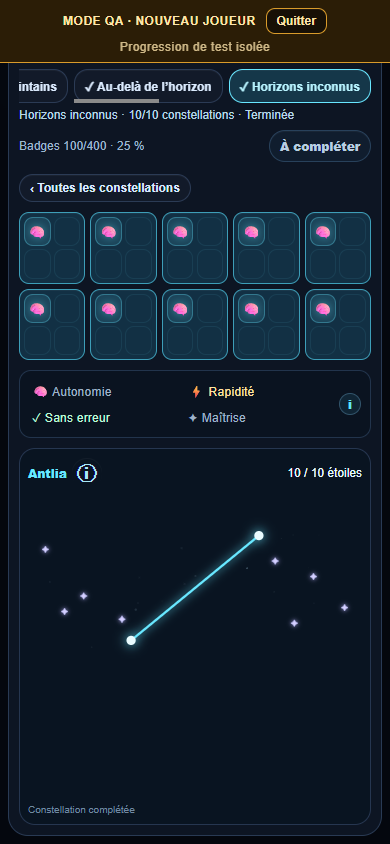 MODE QA · NOUVEAU JOUEUR Quitter
Progression de test isolée
intains ✓ Au-delà de l'horizon ✓ Horizons inconnus
Horizons inconnus · 10/10 constellations · Terminée
Badges 100/400 · 25 % À compléter
‹ Toutes les constellations
Autonomie Rapidité i
✓ Sans erreur Maîtrise
Antlia i 10 / 10 étoiles
Constellation complétée